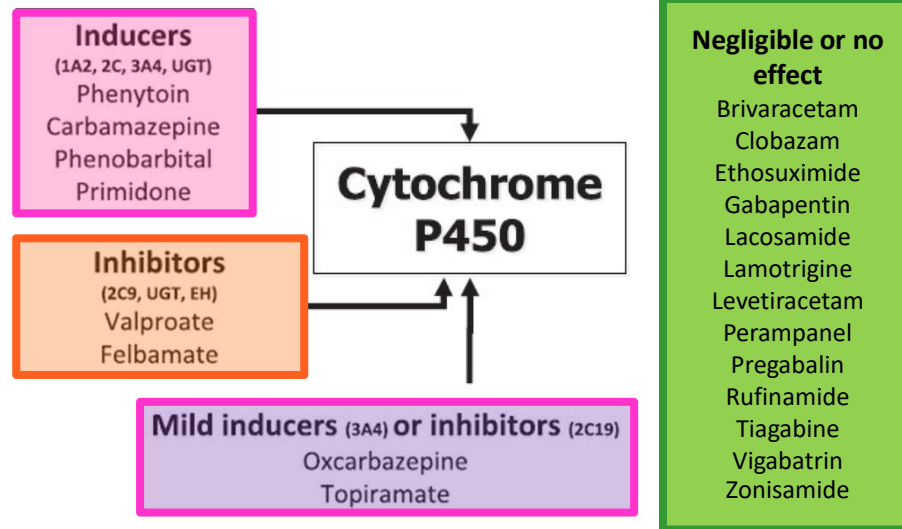 Inducers
(1A2, 2C, 3A4, UGT)
Phenytoin
Carbamazepine
Phenobarbital
Primidone
Cytochrome
P450
Inhibitors
(2C9, UGT, EH)
Valproate
Felbamate
Mild inducers (3A4) or inhibitors (2C19)
Oxcarbazepine
Topiramate
Negligible or no
effect
Brivaracetam
Clobazam
Ethosuximide
Gabapentin
Lacosamide
Lamotrigine
Levetiracetam
Perampanel
Pregabalin
Rufinamide
Tiagabine
Vigabatrin
Zonisamide